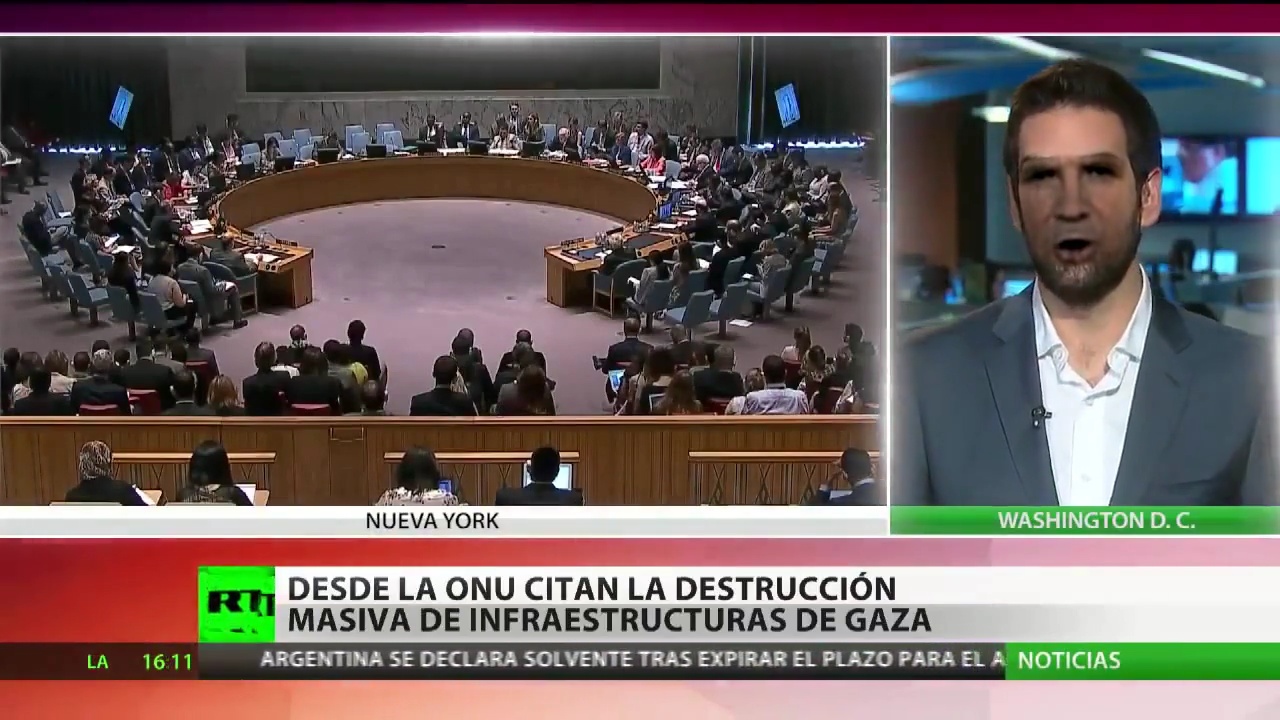 NUEVA YORK
WASHINGTON D. C.
RT
DESDE LA ONU CITAN LA DESTRUCCIÓN
MASIVA DE INFRAESTRUCTURAS DE GAZA
LA 16:11
ARGENTINA SE DECLARA SOLVENTE TRAS EXPIRAR EL PLAZO PARA EL A
NOTICIAS